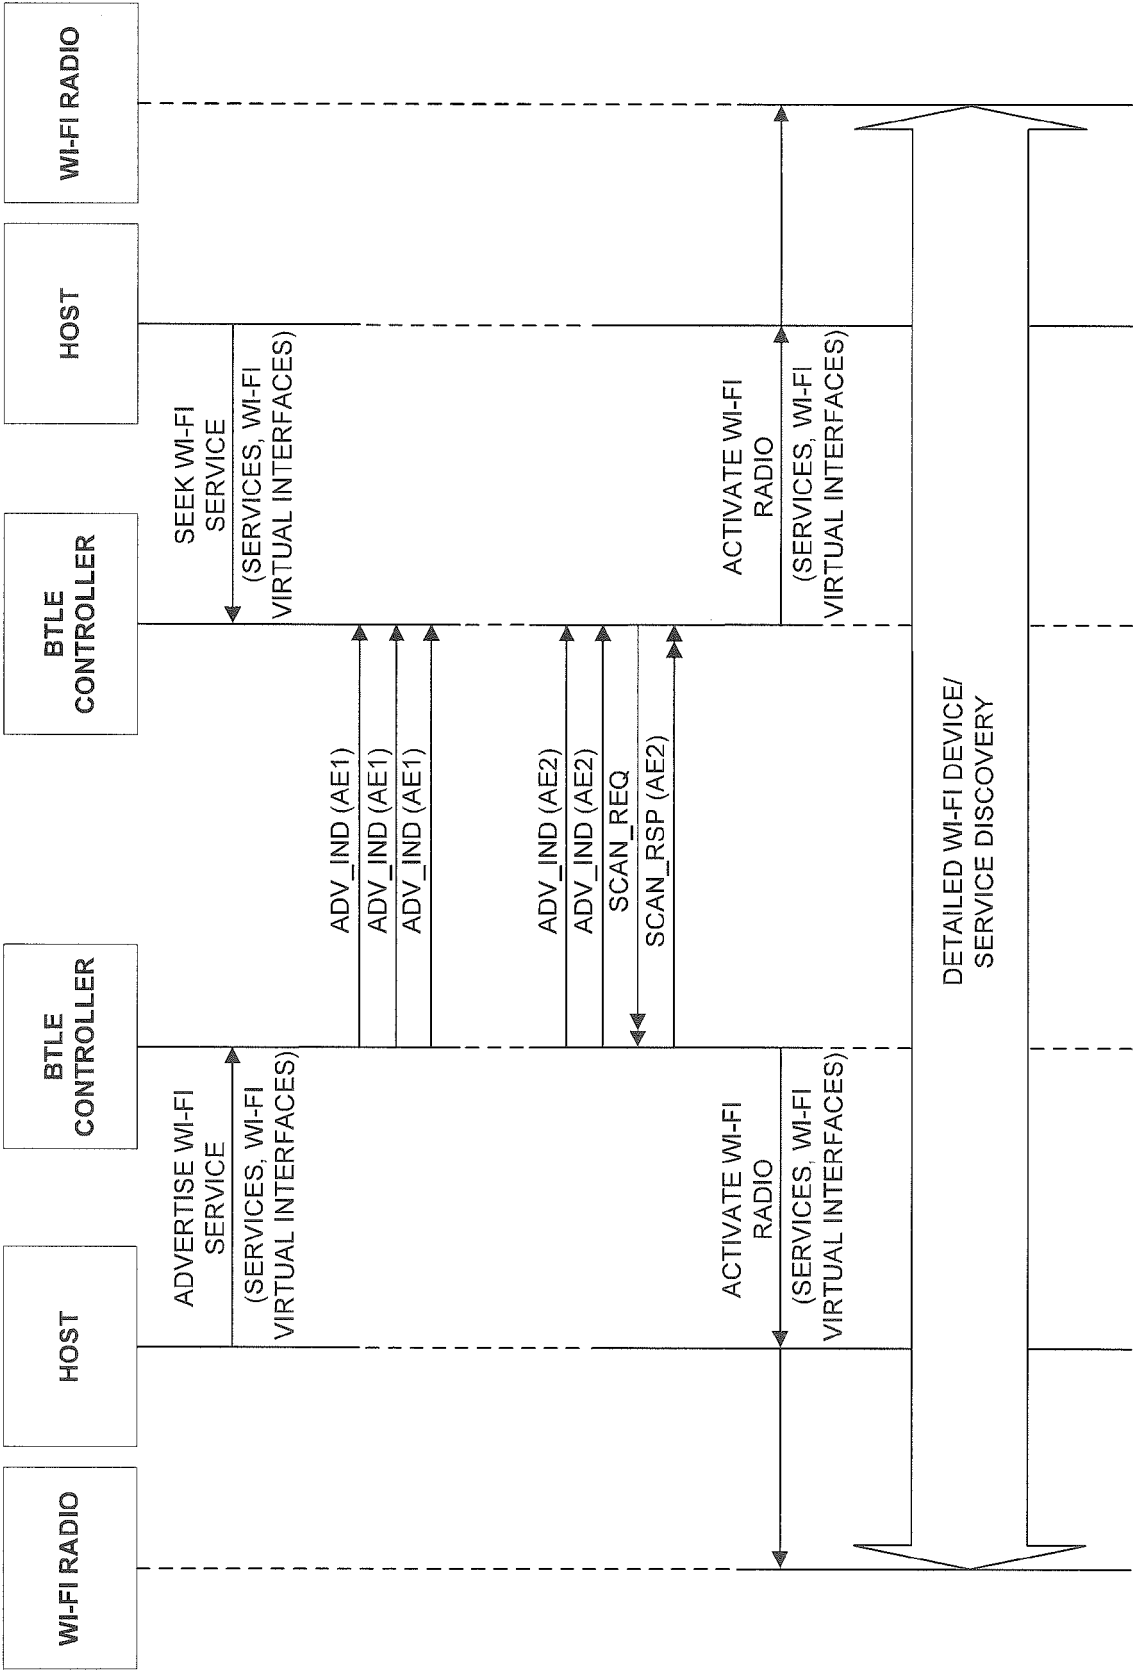 WI-FI RADIO
HOST
BTLE
CONTROLLER
BTLE
CONTROLLER
HOST
WI-FI RADIO
ADVERTISE WI-FI
SERVICE
(SERVICES, WI-FI
VIRTUAL INTERFACES)
SEEK WI-FI
SERVICE
(SERVICES, WI-FI
VIRTUAL INTERFACES)
ADV_IND (AE1)
ADV_IND (AE1)
ADV_IND (AE1)
ADV_IND (AE2)
ADV_IND (AE2)
SCAN_REQ
SCAN_RSP (AE2)
ACTIVATE WI-FI
RADIO
(SERVICES, WI-FI
VIRTUAL INTERFACES)
ACTIVATE WI-FI
RADIO
(SERVICES, WI-FI
VIRTUAL INTERFACES)
DETAILED WI-FI DEVICE/
SERVICE DISCOVERY